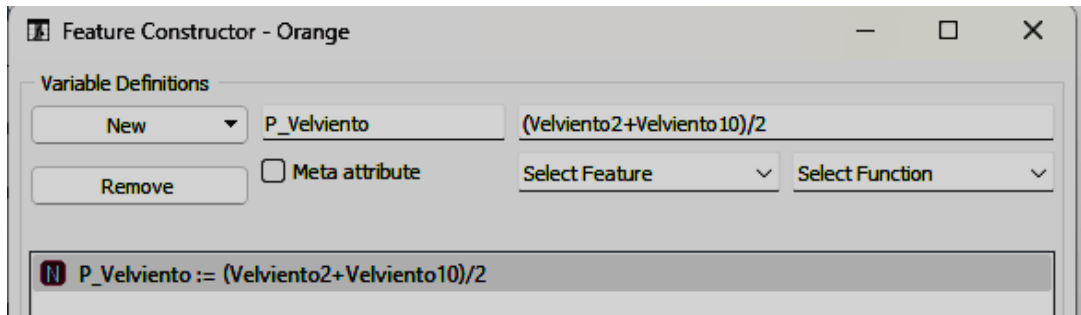 Feature Constructor - Orange
Variable Definitions
New P_Velviento (Velviento2+Velviento10)/2
Remove Meta attribute Select Feature Select Function
N P_Velviento := (Velviento2+Velviento10)/2